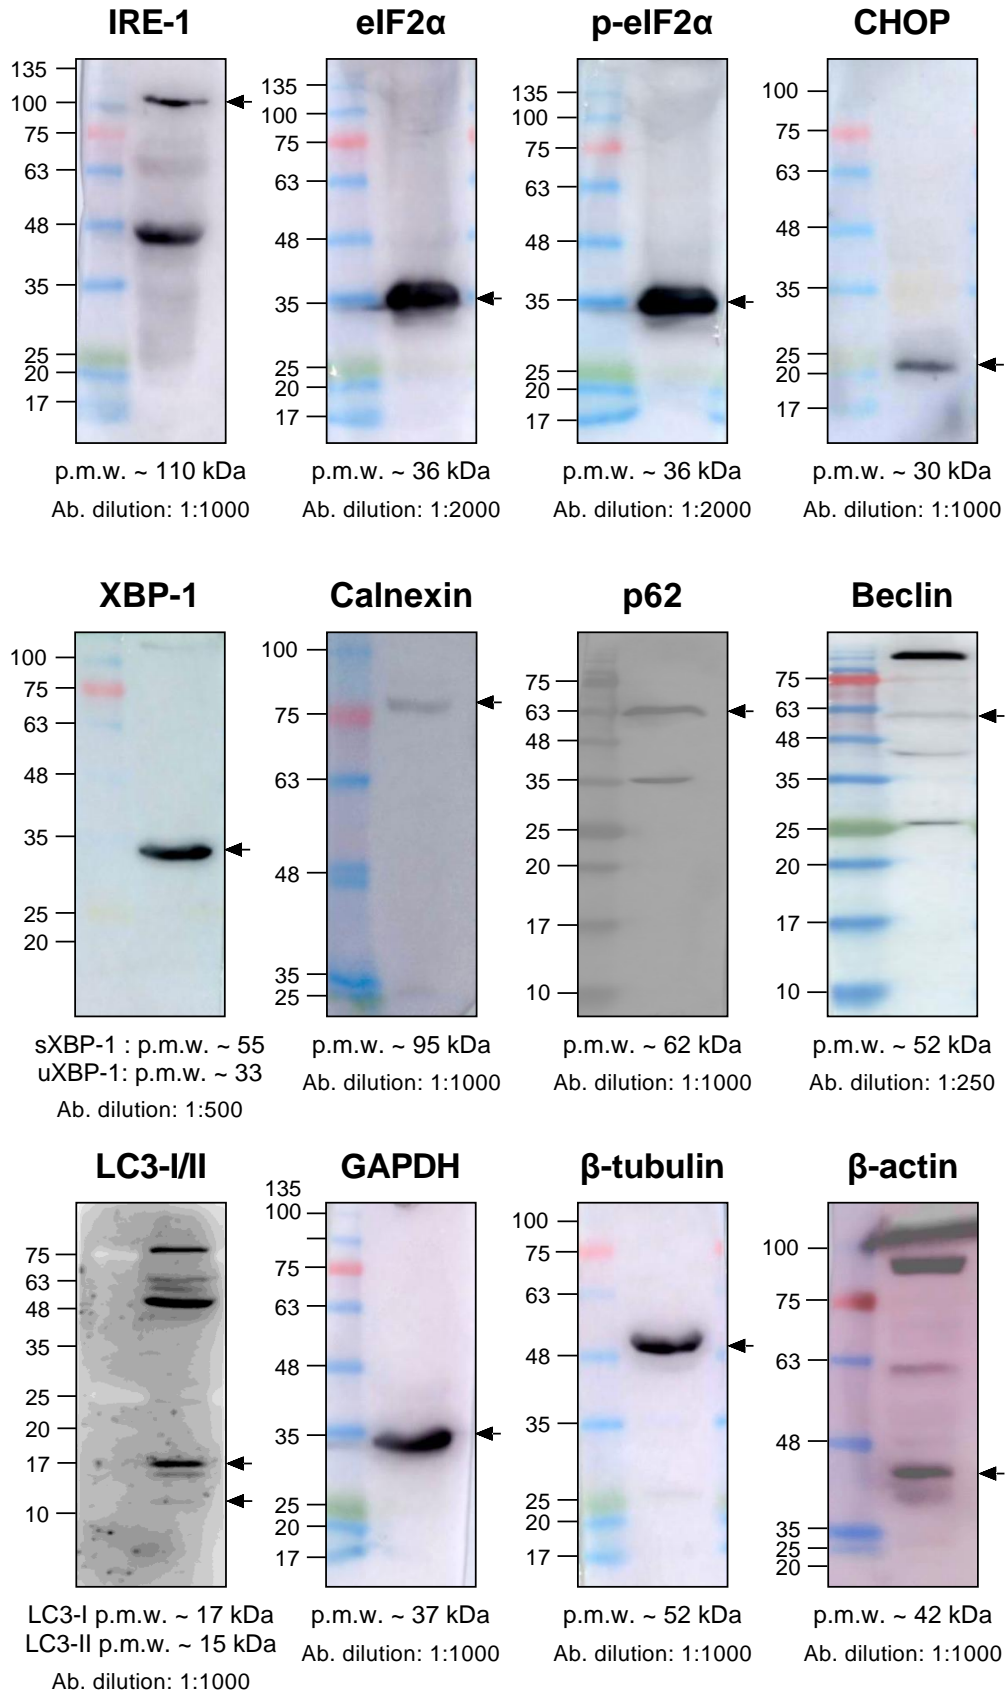 IRE-1
135
100
75
63
48
35
25
20
17
p.m.w. ~ 110 kDa
Ab. dilution: 1:1000
eIF2α
135
100
75
63
48
35
25
20
17
p.m.w. ~ 36 kDa
Ab. dilution: 1:2000
p-eIF2α
135
100
75
63
48
35
25
20
17
p.m.w. ~ 36 kDa
Ab. dilution: 1:2000
CHOP
100
75
63
48
35
25
20
17
p.m.w. ~ 30 kDa
Ab. dilution: 1:1000
XBP-1
100
75
63
48
35
25
20
sXBP-1 : p.m.w. ~ 55
uXBP-1: p.m.w. ~ 33
Ab. dilution: 1:500
Calnexin
100
75
63
48
35
25
p.m.w. ~ 95 kDa
Ab. dilution: 1:1000
p62
75
63
48
35
25
20
17
10
p.m.w. ~ 62 kDa
Ab. dilution: 1:1000
Beclin
75
63
48
35
25
20
17
10
p.m.w. ~ 52 kDa
Ab. dilution: 1:250
LC3-I/II
75
63
48
35
25
20
17
10
LC3-I p.m.w. ~ 17 kDa
LC3-II p.m.w. ~ 15 kDa
Ab. dilution: 1:1000
GAPDH
135
100
75
63
48
35
25
20
17
p.m.w. ~ 37 kDa
Ab. dilution: 1:1000
β-tubulin
100
75
63
48
35
25
20
17
p.m.w. ~ 52 kDa
Ab. dilution: 1:1000
β-actin
100
75
63
48
35
25
20
p.m.w. ~ 42 kDa
Ab. dilution: 1:1000